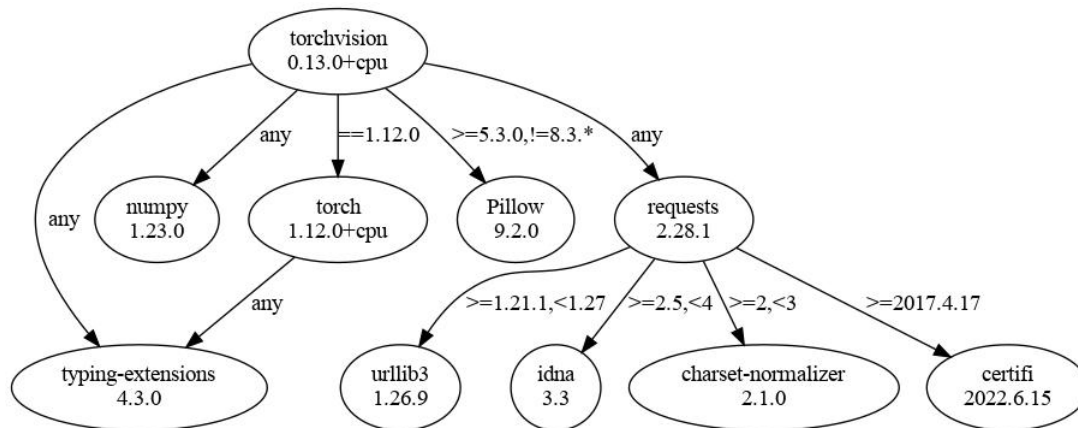 torchvision
0.13.0+cpu
any
==1.12.0
>=5.3.0,!=8.3.*
any
numpy
1.23.0
torch
1.12.0+cpu
Pillow
9.2.0
requests
2.28.1
any
any
>=1.21.1,<1.27
>=2.5,<4
>=2,<3
>=2017.4.17
typing-extensions
4.3.0
urllib3
1.26.9
idna
3.3
charset-normalizer
2.1.0
certifi
2022.6.15